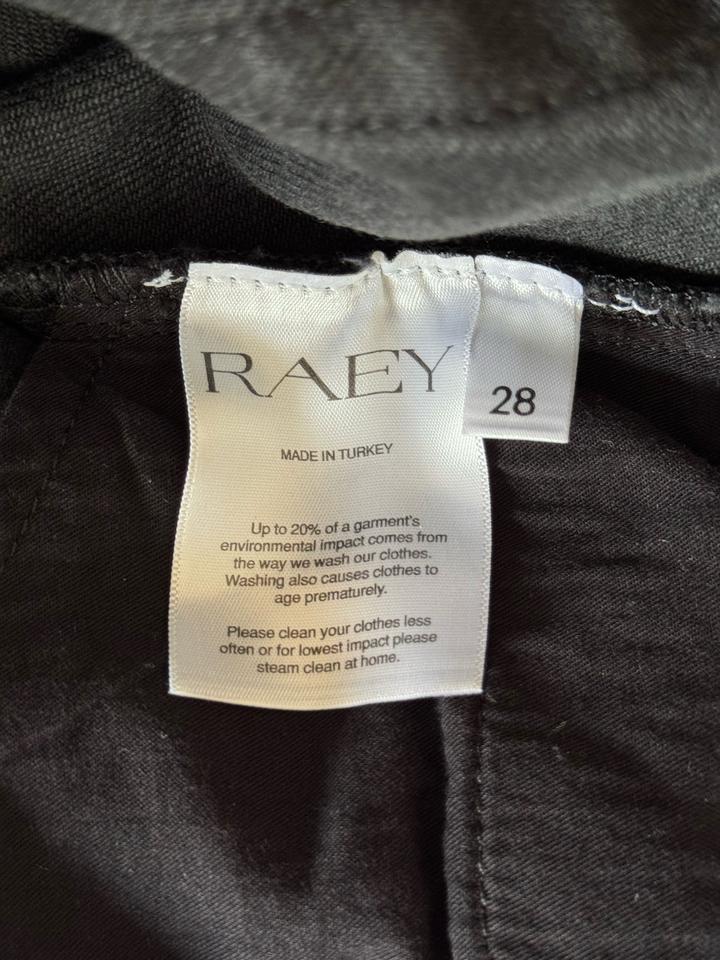 RAEY
28
MADE IN TURKEY
Up to 20% of a garment's
environmental impact comes from
the way we wash our clothes.
Washing also causes clothes to
age prematurely.
Please clean your clothes less
often or for lowest impact please
steam clean at home.